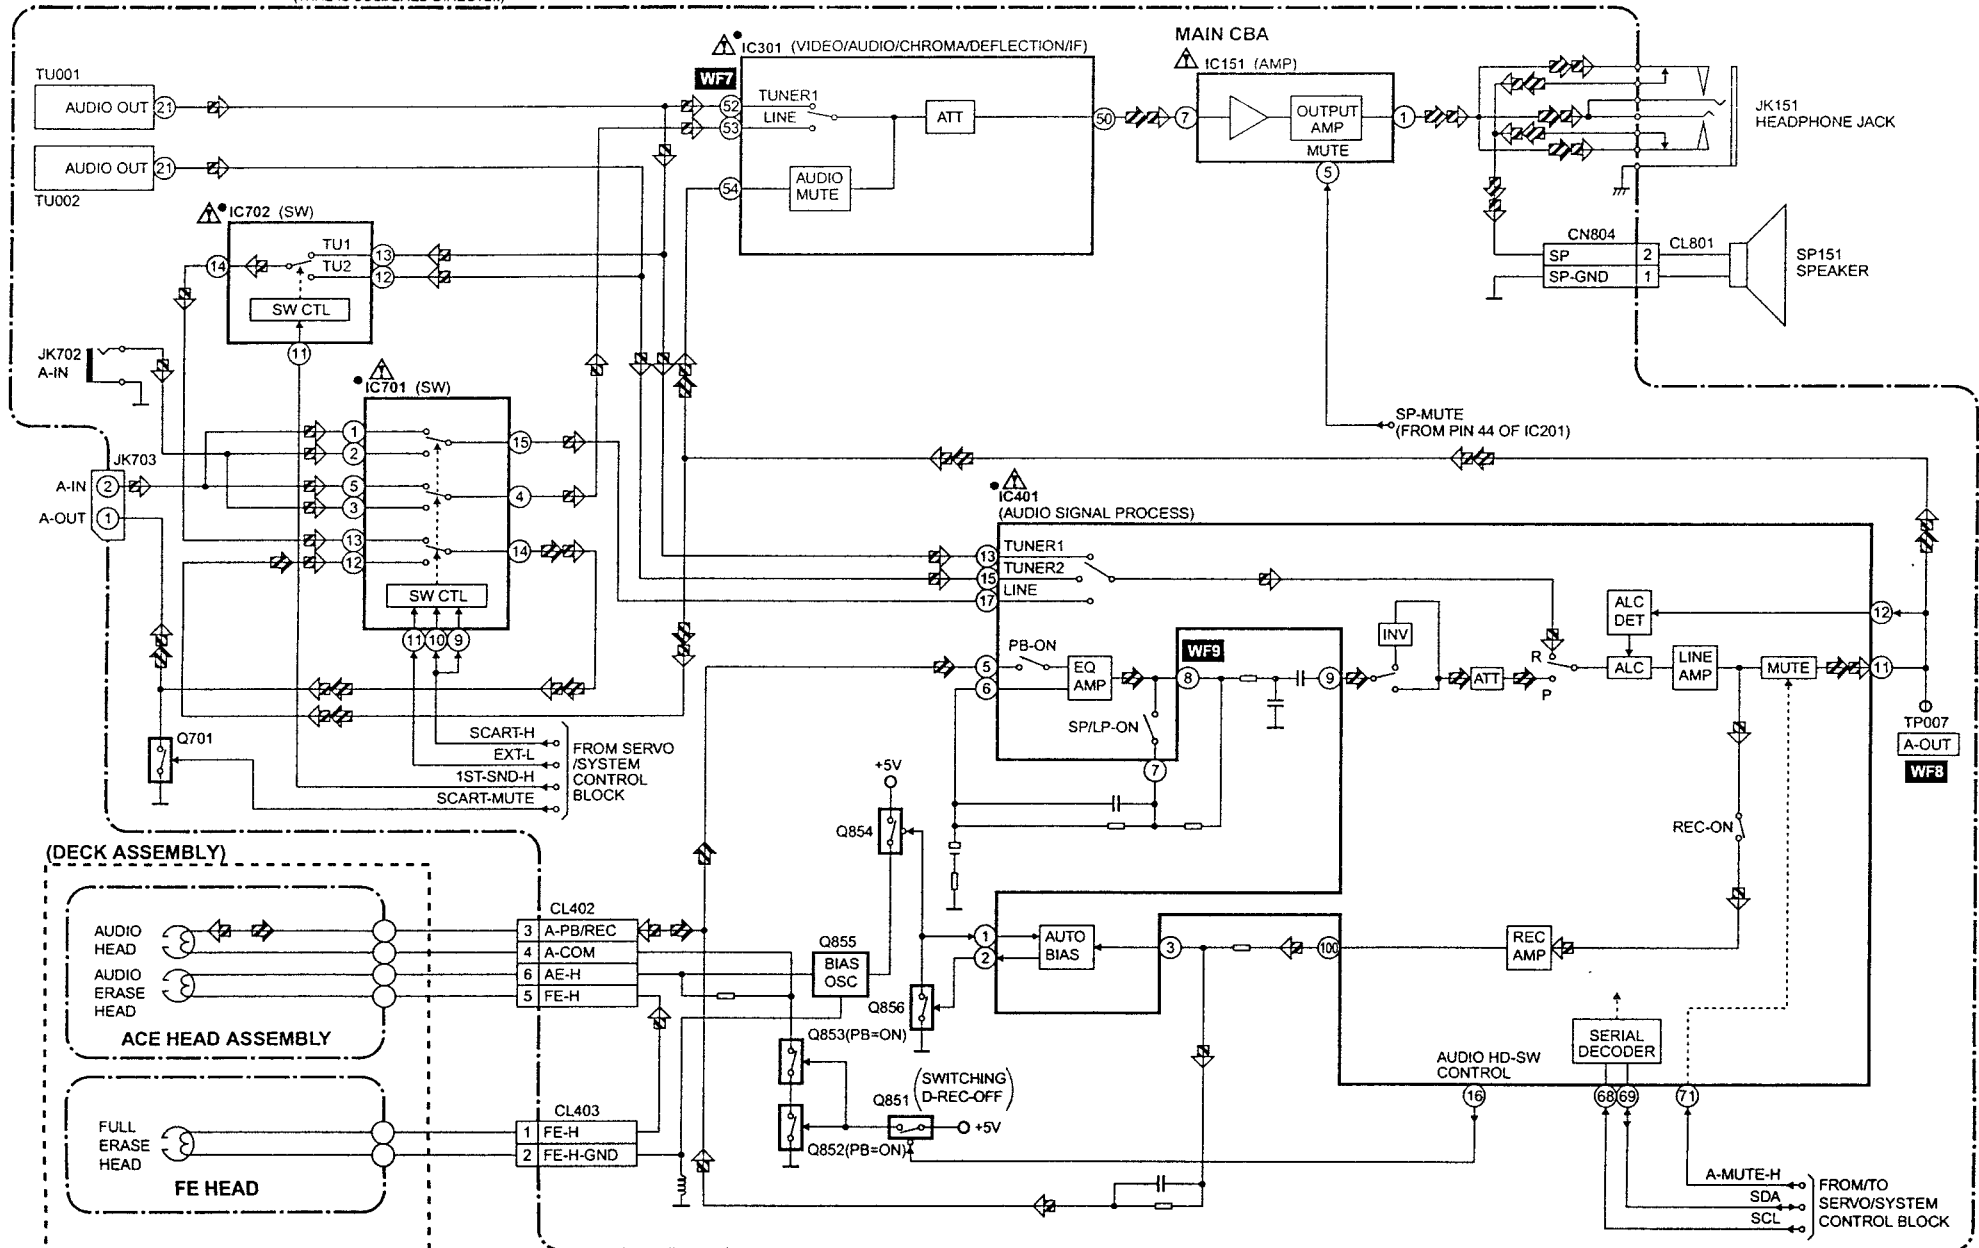 MAIN CBA
IC301 (VIDEO/AUDIO/CHROMA/DEFLECTION/IF)
WF7
IC151 (AMP)
TU001
AUDIO OUT
21
52
TUNER1
53
LINE
ATT
50
7
OUTPUT
AMP
1
MUTE
5
JK151
HEADPHONE JACK
AUDIO OUT
21
TU002
54
AUDIO
MUTE
IC702 (SW)
TU1
13
TU2
12
14
SW CTL
11
CN804
CL801
SP
2
SP-GND
1
SP151
SPEAKER
JK702
A-IN
IC701 (SW)
1
2
5
3
13
12
15
4
14
SW CTL
11
10
9
SP-MUTE
(FROM PIN 44 OF IC201)
JK703
A-IN
2
A-OUT
1
IC401
(AUDIO SIGNAL PROCESS)
13
TUNER1
15
TUNER2
17
LINE
5
PB-ON
6
EQ
AMP
WF9
8
9
SP/LP-ON
7
INV
ATT
R
P
ALC
DET
ALC
LINE
AMP
MUTE
12
11
TP007
A-OUT
WF8
Q701
SCART-H
EXT-L
1ST-SND-H
SCART-MUTE
FROM SERVO
/SYSTEM
CONTROL
BLOCK
+5V
Q854
REC-ON
(DECK ASSEMBLY)
AUDIO
HEAD
AUDIO
ERASE
HEAD
ACE HEAD ASSEMBLY
CL402
3 A-PB/REC
4 A-COM
6 AE-H
5 FE-H
Q855
BIAS
OSC
Q856
1
2
AUTO
BIAS
3
100
REC
AMP
Q853(PB=ON)
Q851
(SWITCHING
D-REC-OFF)
+5V
Q852(PB=ON)
SERIAL
DECODER
AUDIO HD-SW
CONTROL
16
68
69
71
FULL
ERASE
HEAD
FE HEAD
CL403
1 FE-H
2 FE-H-GND
A-MUTE-H
SDA
SCL
FROM/TO
SERVO/SYSTEM
CONTROL BLOCK